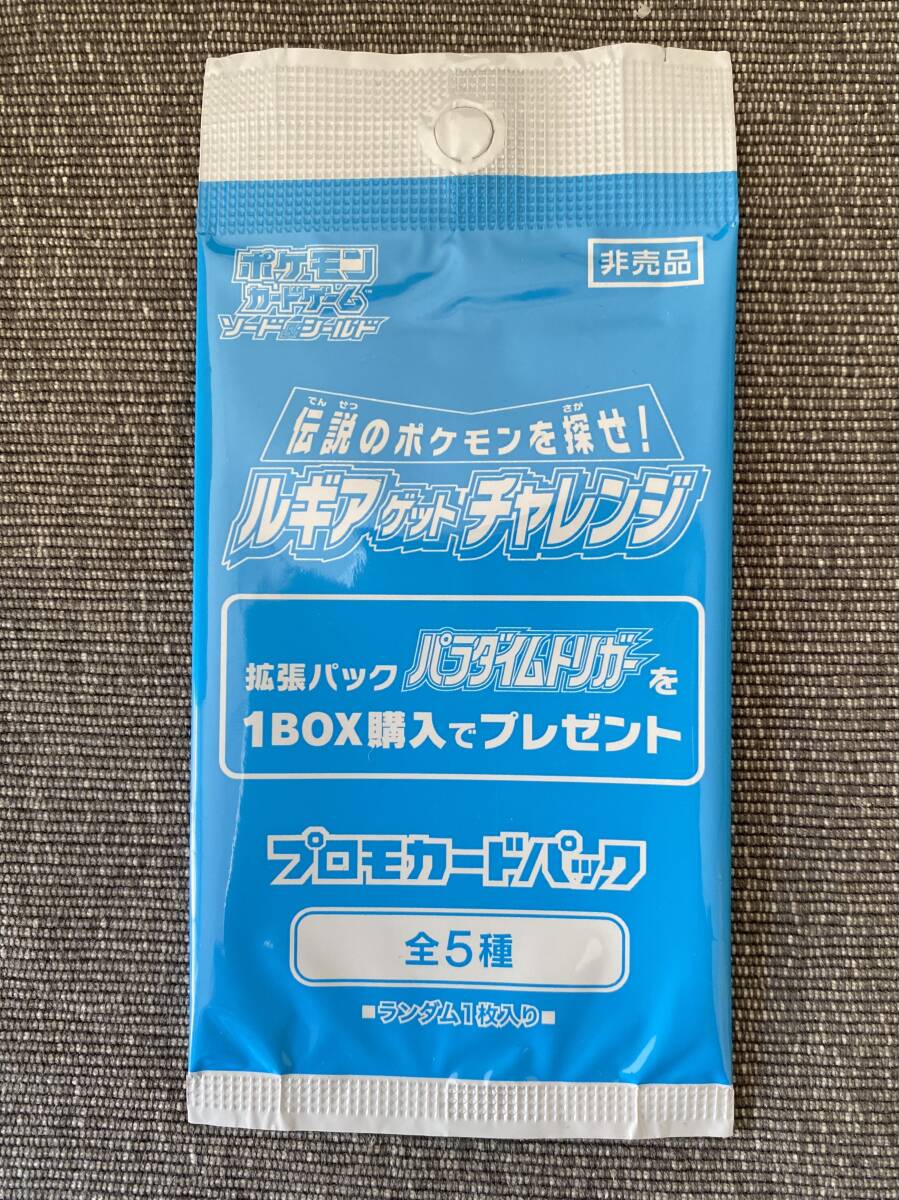 ポケモン
カードゲーム™
ソード&シールド
非売品
でん せつ さが
伝説のポケモンを探せ!
ルギアゲットチャレンジ
拡張パック パラダイムトリガーを
1BOX購入でプレゼント
プロモカードパック
全5種
■ランダム1枚入り■